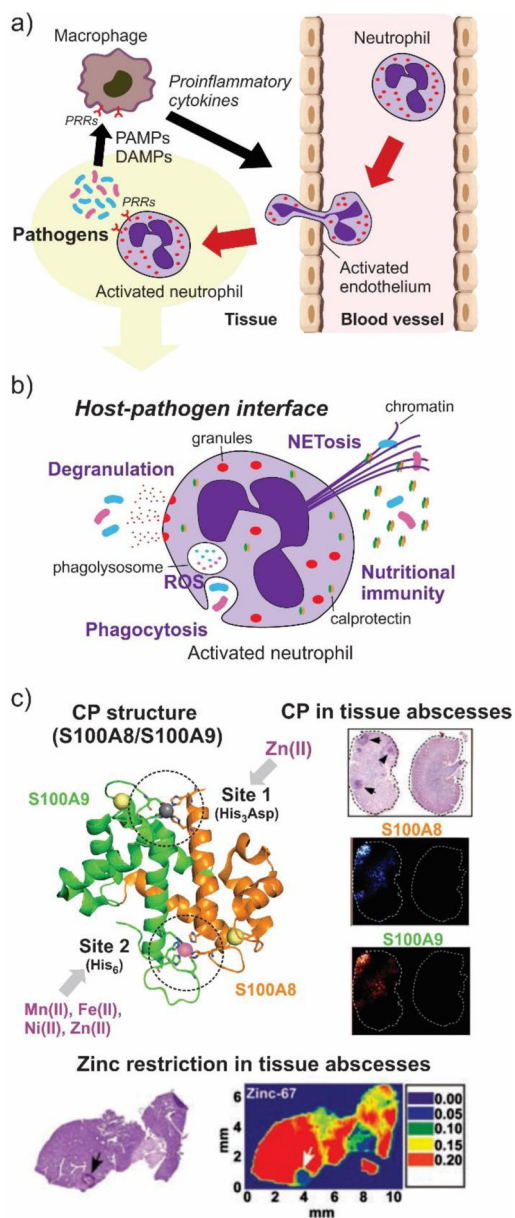 a)
Macrophage
Neutrophil
Proinflammatory
cytokines
PRRs
PAMPs
DAMPs
PRRs
Pathogens
Activated neutrophil
Activated
endothelium
Tissue
Blood vessel
b)
Host-pathogen interface
chromatin
granules
NETosis
Degranulation
phagolysosome
ROS
Nutritional
immunity
Phagocytosis
calprotectin
Activated neutrophil
c)
CP structure
(S100A8/S100A9)
CP in tissue abscesses
Zn(II)
S100A9
Site 1
(His3Asp)
S100A8
S100A9
Site 2
(His6)
S100A8
Mn(II), Fe(II),
Ni(II), Zn(II)
Zinc restriction in tissue abscesses
Zinc-67
mm
6
4
2
0
0 2 4 6 8 10
mm
0.00
0.05
0.10
0.15
0.20